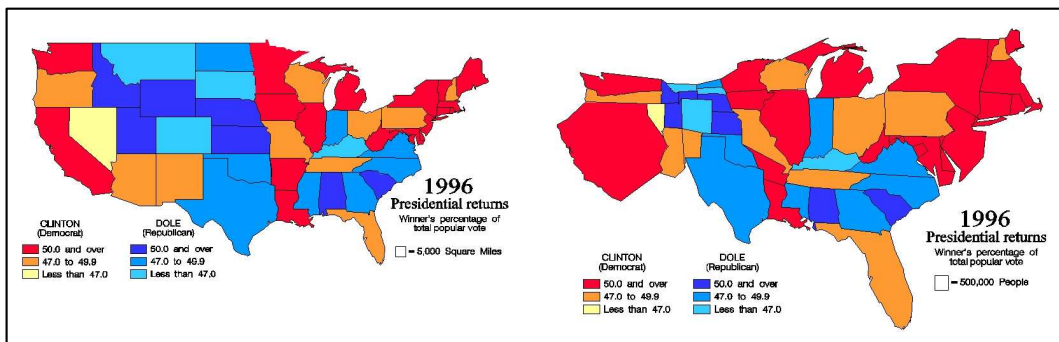 1996
Presidential returns
Winner's percentage of
total popular vote
= 5,000 Square Miles
CLINTON
(Democrat)
50.0 and over
47.0 to 49.9
Less than 47.0
DOLE
(Republican)
50.0 and over
47.0 to 49.9
Less than 47.0
1996
Presidential returns
Winner's percentage of
total popular vote
= 500,000 People
CLINTON
(Democrat)
50.0 and over
47.0 to 49.9
Less than 47.0
DOLE
(Republican)
50.0 and over
47.0 to 49.9
Less than 47.0